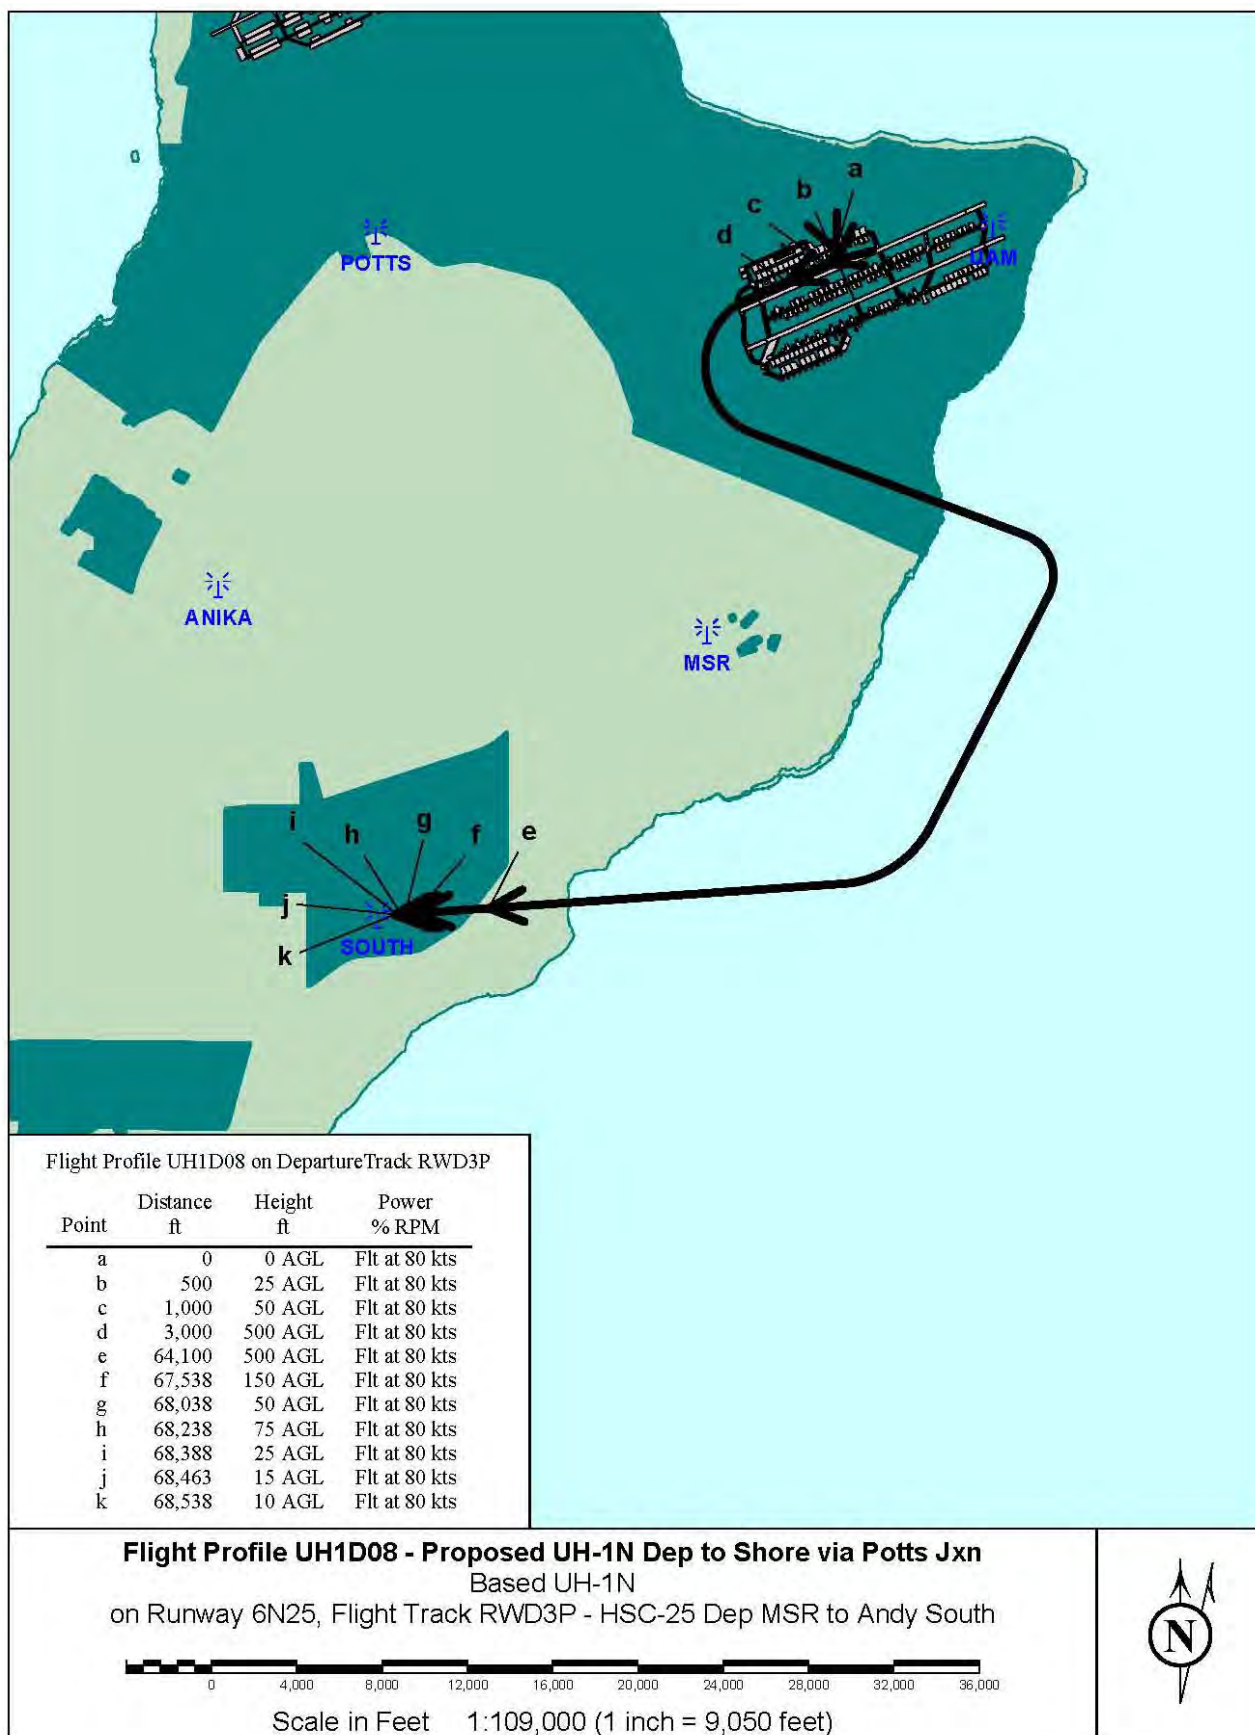 a
b
c
d
POTTS
UAM
ANIKA
MSR
i
h
g
f
e
j
k
SOUTH
Flight Profile UH1D08 on DepartureTrack RWD3P
Distance Height Power
Point ft ft % RPM
a 0 0 AGL Flt at 80 kts
b 500 25 AGL Flt at 80 kts
c 1,000 50 AGL Flt at 80 kts
d 3,000 500 AGL Flt at 80 kts
e 64,100 500 AGL Flt at 80 kts
f 67,538 150 AGL Flt at 80 kts
g 68,038 50 AGL Flt at 80 kts
h 68,238 75 AGL Flt at 80 kts
i 68,388 25 AGL Flt at 80 kts
j 68,463 15 AGL Flt at 80 kts
k 68,538 10 AGL Flt at 80 kts
Flight Profile UH1D08 - Proposed UH-1N Dep to Shore via Potts Jxn
Based UH-1N
on Runway 6N25, Flight Track RWD3P - HSC-25 Dep MSR to Andy South
0 4,000 8,000 12,000 16,000 20,000 24,000 28,000 32,000 36,000
Scale in Feet 1:109,000 (1 inch = 9,050 feet)
N